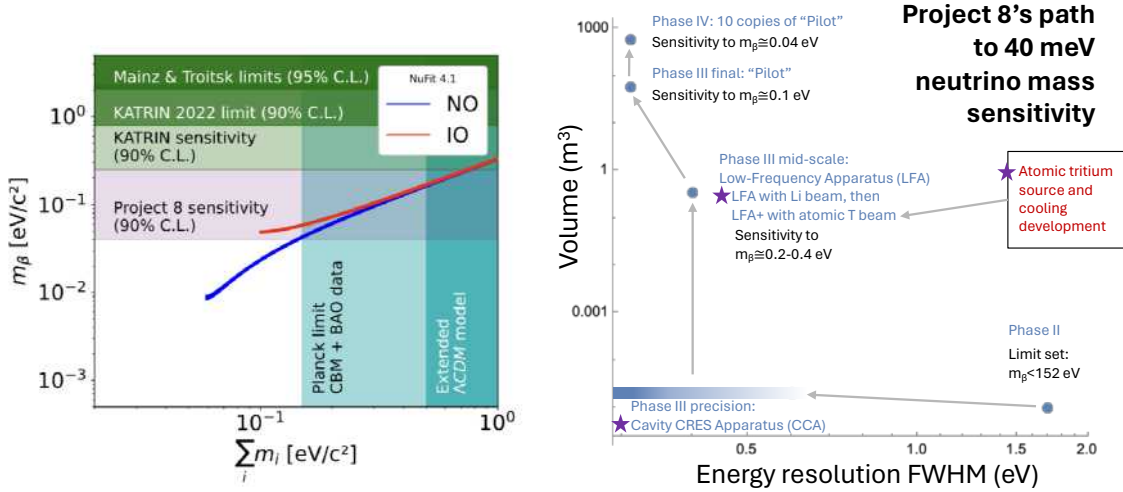 Mainz & Troitsk limits (95% C.L.)
KATRIN 2022 limit (90% C.L.)
KATRIN sensitivity
(90% C.L.)
Project 8 sensitivity
(90% C.L.)
NuFit 4.1
NO
IO
Planck limit
CBM + BAO data
Extended
ΛCDM model
10⁰
10⁻¹
10⁻²
10⁻³
mᵦ [eV/c²]
10⁻¹
10⁰
∑ᵢ mᵢ [eV/c²]
Project 8's path
to 40 meV
neutrino mass
sensitivity
Phase IV: 10 copies of “Pilot”
Sensitivity to mᵦ≅0.04 eV
Phase III final: “Pilot”
Sensitivity to mᵦ≅0.1 eV
Phase III mid-scale:
Low-Frequency Apparatus (LFA)
LFA with Li beam, then
LFA+ with atomic T beam
Sensitivity to
mᵦ≅0.2-0.4 eV
Atomic tritium
source and
cooling
development
Phase II
Limit set:
mᵦ<152 eV
Phase III precision:
Cavity CRES Apparatus (CCA)
1000
1
0.001
Volume (m³)
0.5
1.0
1.5
2.0
Energy resolution FWHM (eV)